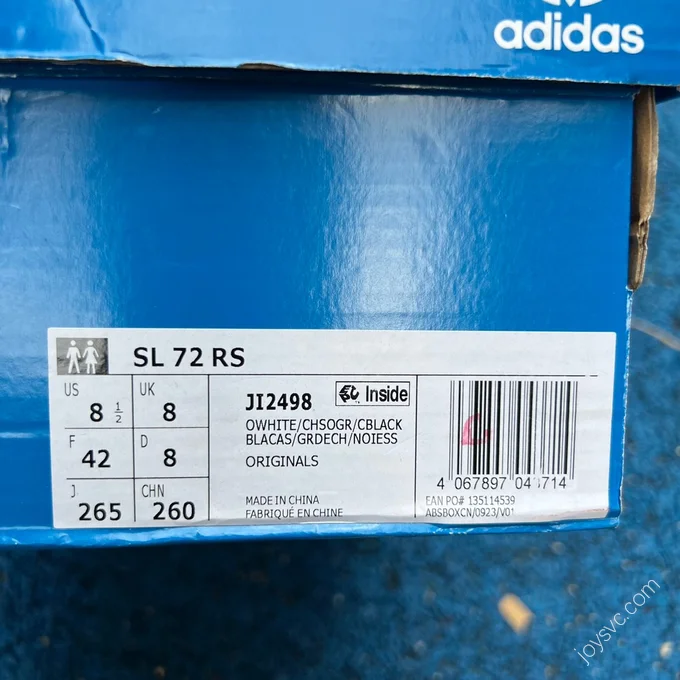 adidas
SL 72 RS
US 8 1/2
UK 8
F 42
D 8
J 265
CHN 260
JI2498
Inside
OWHITE/CHSOGR/CBLACK
BLACAS/GRDECH/NOIESS
ORIGINALS
MADE IN CHINA
FABRIQUÉ EN CHINE
4 067897
EAN PO# 135114539
ABSBOXCN/0923/V01
joysvc.com